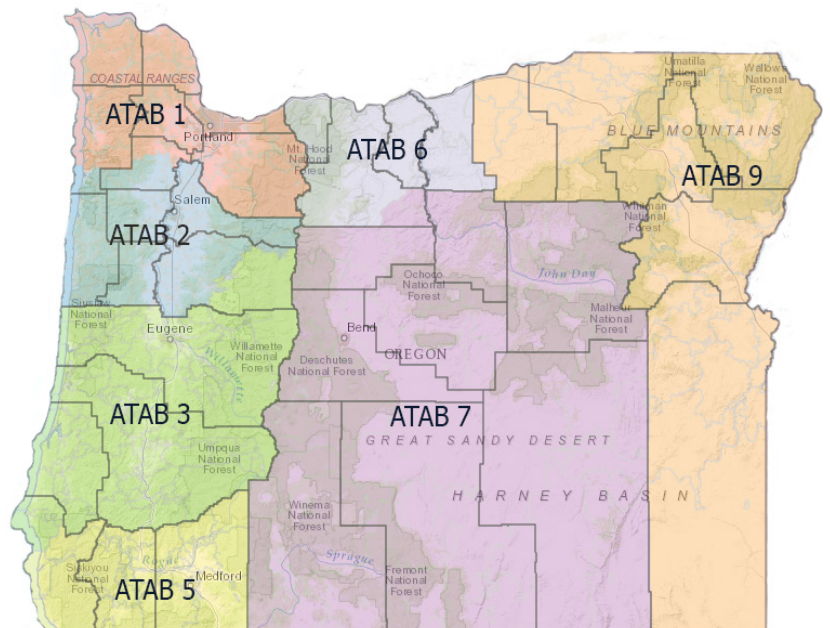 COASTAL RANGES
ATAB 1
Portland
Mt. Hood
National
Forest
ATAB 6
Umatilla
National
Forest
Wallowa
National
Forest
BLUE MOUNTAINS
ATAB 9
Salem
ATAB 2
Whitman
National
Forest
John Day
Ochoco
National
Forest
Malheur
National
Forest
Siuslaw
National
Forest
Eugene
Willamette
Willamette
National
Forest
Bend
OREGON
Deschutes
National Forest
ATAB 3
ATAB 7
GREAT SANDY DESERT
Umpqua
National
Forest
HARNEY BASIN
Winema
National
Forest
Sprague
Fremont
National
Forest
Siskiyou
National
Forest
Rogue
Medford
ATAB 5